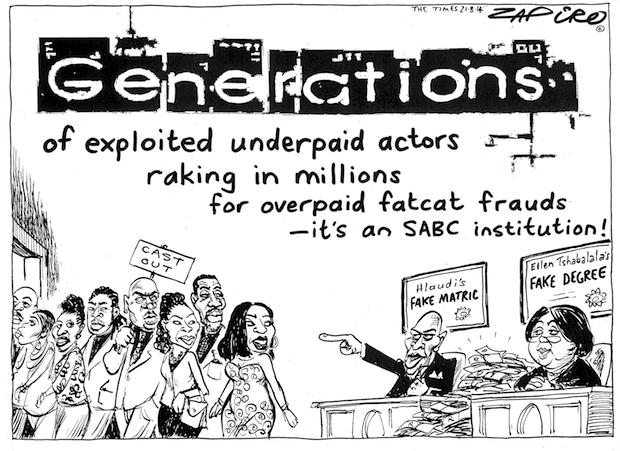 THE TIMES 21-8-14
ZAPIRO
©
Generations
of exploited underpaid actors
raking in millions
for overpaid fatcat frauds
—it's an SABC institution!
CAST
OUT
Hlaudi's
FAKE MATRIC
Ellen Tshabalala's
FAKE DEGREE